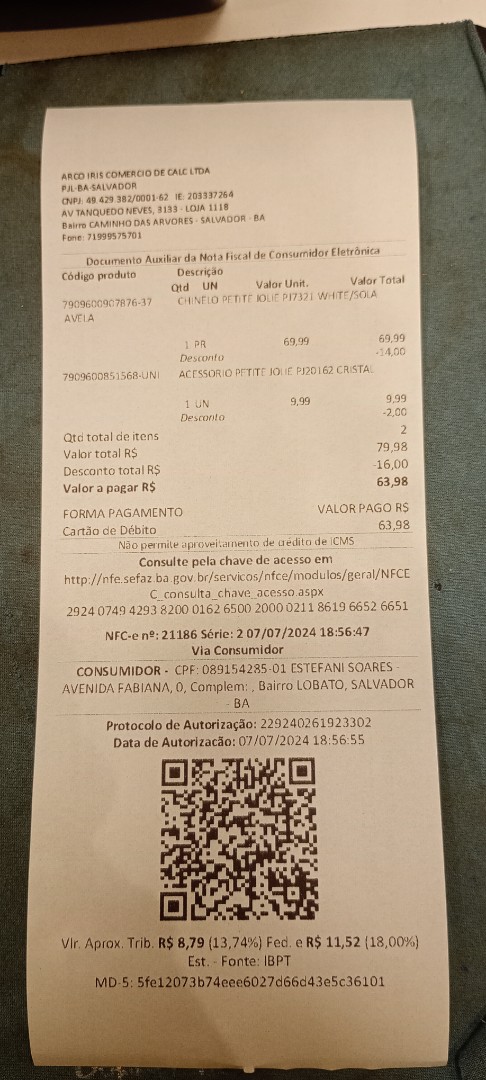 ARCO IRIS COMERCIO DE CALC LTDA
PJL-BA-SALVADOR
CNPJ: 49.429.382/0001-62 IE: 203337264
AV TANQUEDO NEVES, 3133 - LOJA 1118
Bairro CAMINHO DAS ARVORES - SALVADOR - BA
Fone: 71999575701
Documento Auxiliar da Nota Fiscal de Consumidor Eletrônica
Código produto Descrição
Qtd UN Valor Unit. Valor Total
7909600907876-37 CHINELO PETITE JOLIE PJ7321 WHITE/SOLA
AVELA
1 PR 69,99 69,99
Desconto -14,00
7909600851568-UNI ACESSORIO PETITE JOLIE PJ20162 CRISTAL
1 UN 9,99 9,99
Desconto -2,00
Qtd total de itens 2
Valor total R$ 79,98
Desconto total R$ -16,00
Valor a pagar R$ 63,98
FORMA PAGAMENTO VALOR PAGO R$
Cartão de Débito 63,98
Não permite aproveitamento de crédito de ICMS
Consulte pela chave de acesso em
http://nfe.sefaz.ba.gov.br/servicos/nfce/modulos/geral/NFCE
C_consulta_chave_acesso.aspx
2924 0749 4293 8200 0162 6500 2000 0211 8619 6652 6651
NFC-e nº: 21186 Série: 2 07/07/2024 18:56:47
Via Consumidor
CONSUMIDOR - CPF: 089154285-01 ESTEFANI SOARES -
AVENIDA FABIANA, 0, Complem: , Bairro LOBATO, SALVADOR
- BA
Protocolo de Autorização: 229240261923302
Data de Autorização: 07/07/2024 18:56:55
Vlr. Aprox. Trib. R$ 8,79 (13,74%) Fed. e R$ 11,52 (18,00%)
Est. - Fonte: IBPT
MD-5: 5fe12073b74eee6027d66d43e5c36101